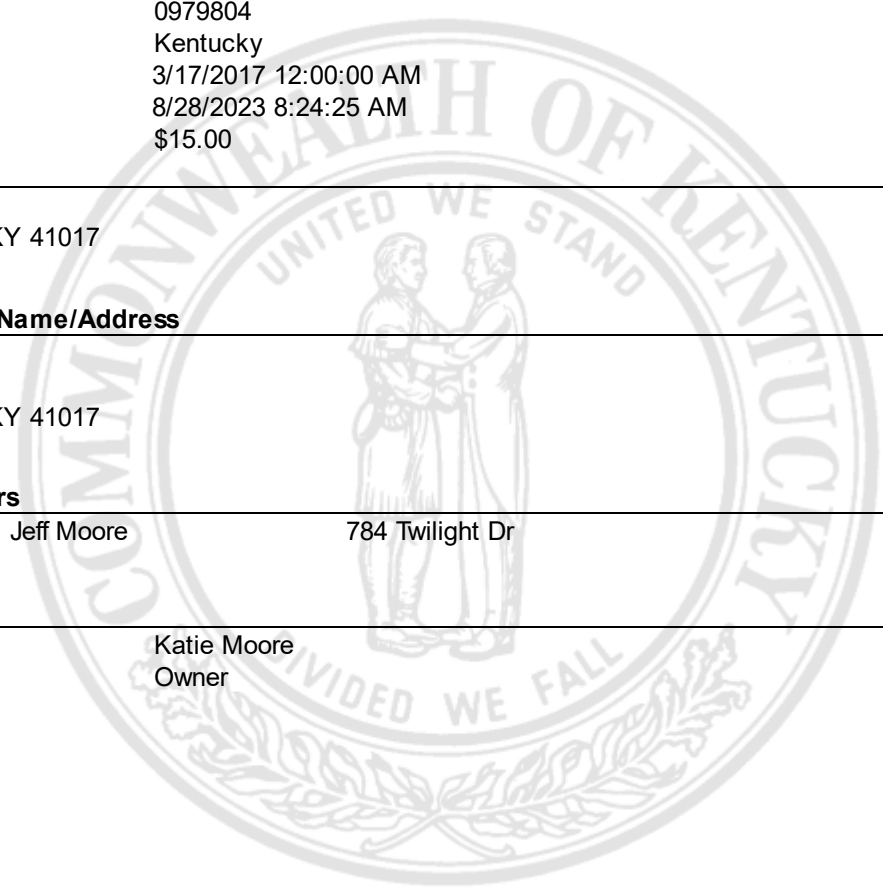 0979804
Kentucky
3/17/2017 12:00:00 AM
8/28/2023 8:24:25 AM
$15.00
KY 41017
Name/Address
KY 41017
rs
Jeff Moore 784 Twilight Dr
Katie Moore
Owner
COMMONWEALTH OF KENTUCKY
UNITED WE STAND
DIVIDED WE FALL